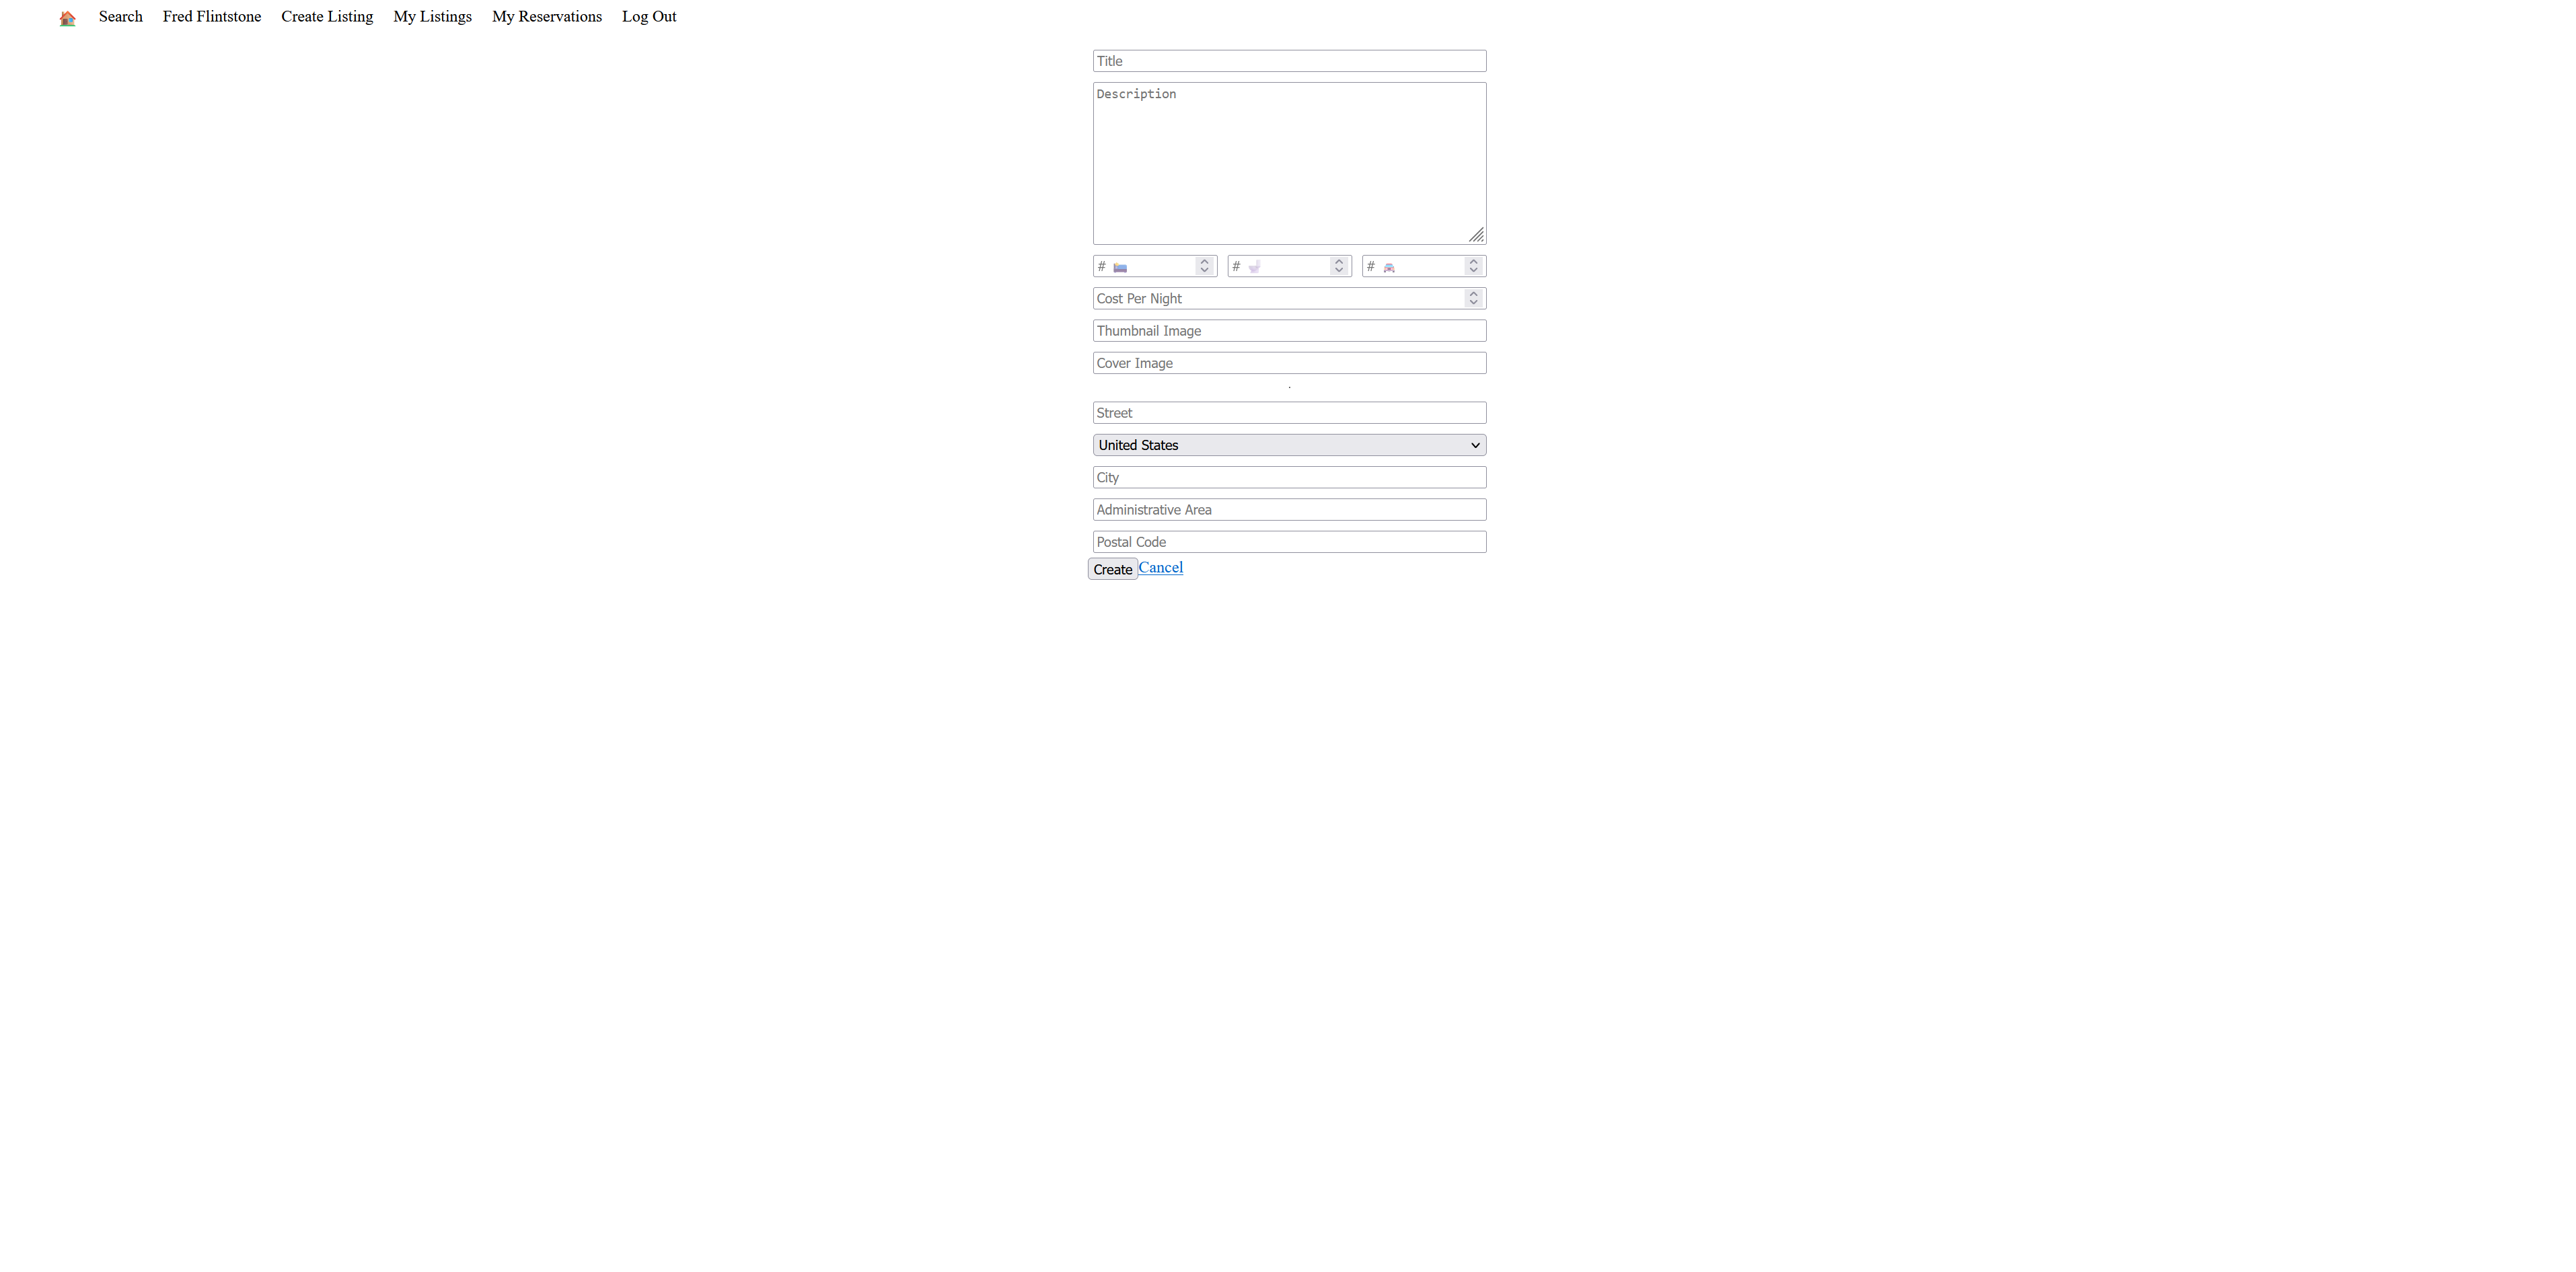 🏠 Search Fred Flintstone Create Listing My Listings My Reservations Log Out
Title
Description
# 🛏️ # 🚽 # 🚗
Cost Per Night
Thumbnail Image
Cover Image
.
Street
United States
City
Administrative Area
Postal Code
Create Cancel